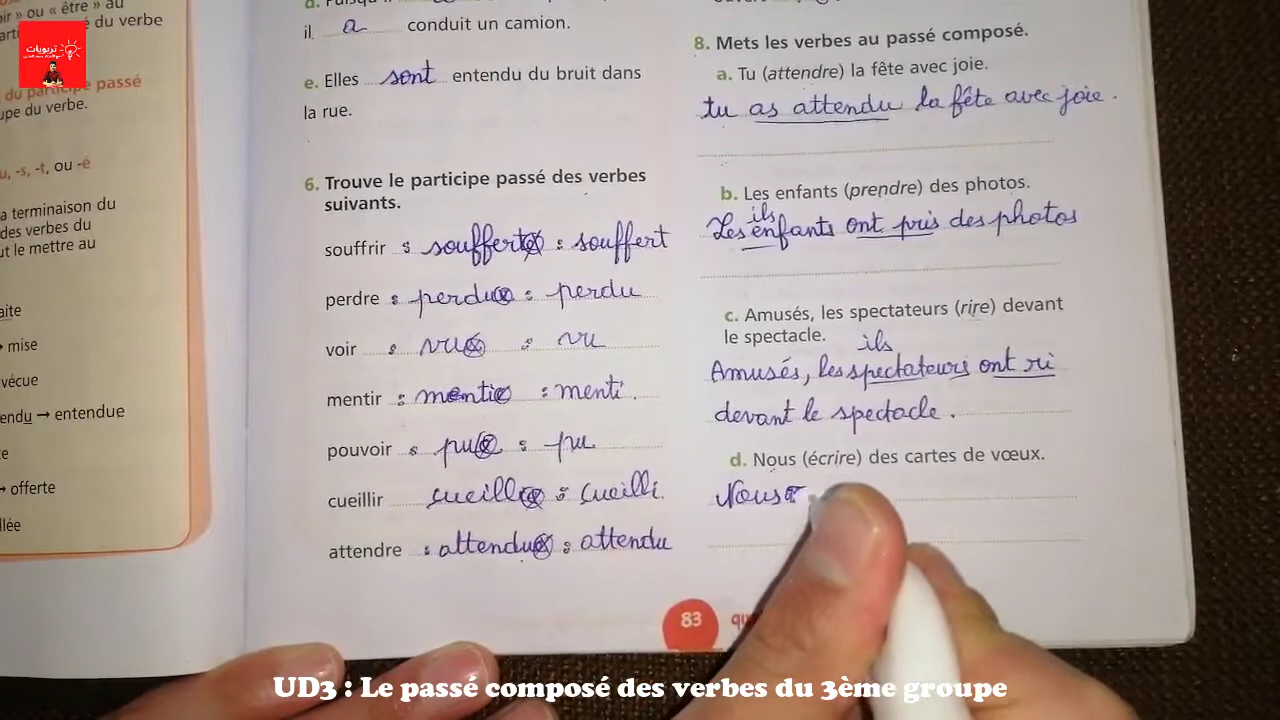 oir » ou « être » au
du verbe
تربويات
du participe passé
upe du verbe.
u, -s, -t, ou -é
a terminaison du
des verbes du
ut le mettre au
aite
→ mise
vécue
endu → entendue
te
→ offerte
llée
il a conduit un camion.
e. Elles sont entendu du bruit dans
la rue.
6. Trouve le participe passé des verbes
suivants.
souffrir : souffert : souffert
perdre : perdu : perdu
voir : vu : vu
mentir : menti : menti.
pouvoir : pu : pu
cueillir cueilli : cueilli.
attendre : attendu : attendu
8. Mets les verbes au passé composé.
a. Tu (attendre) la fête avec joie.
tu as attendu la fête avec joie.
b. Les enfants (prendre) des photos.
ils
Les enfants ont pris des photos
c. Amusés, les spectateurs (rire) devant
le spectacle.
ils
Amusés, les spectateurs ont ri
devant le spectacle.
d. Nous (écrire) des cartes de vœux.
Nous
83
UD3 : Le passé composé des verbes du 3ème groupe